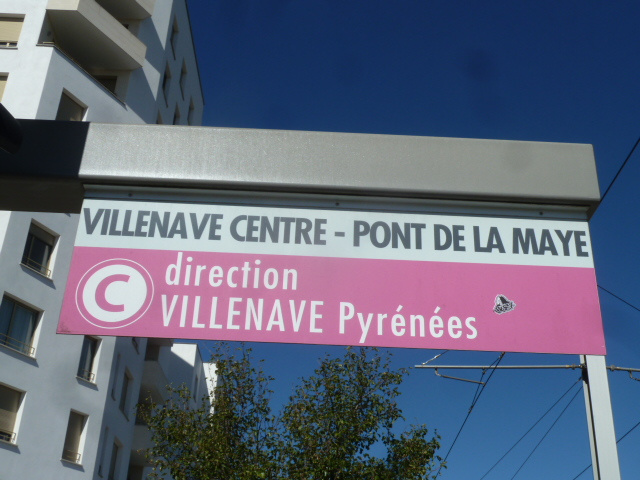 VILLENAVE CENTRE - PONT DE LA MAYE
C
direction
VILLENAVE Pyrénées